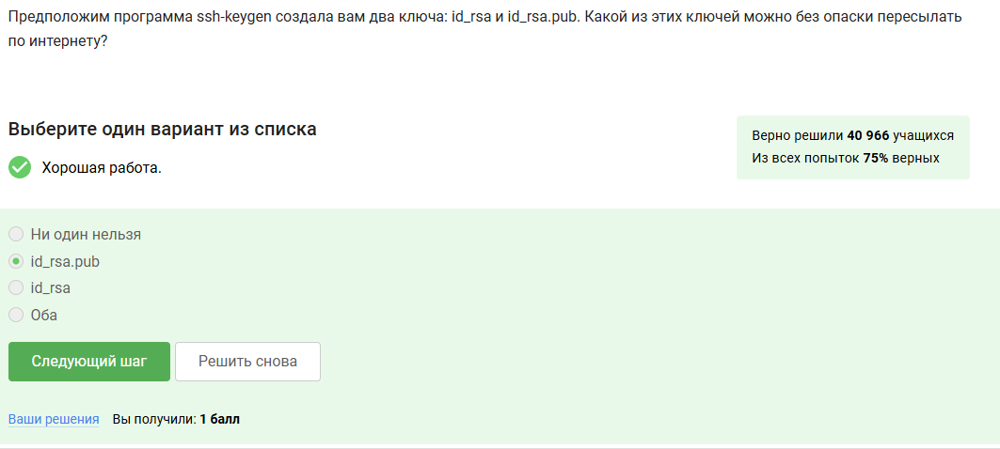 Предположим программа ssh-keygen создала вам два ключа: id_rsa и id_rsa.pub. Какой из этих ключей можно без опаски пересылать
по интернету?
Выберите один вариант из списка
Верно решили 40 966 учащихся
Из всех попыток 75% верных
Хорошая работа.
Ни один нельзя
id_rsa.pub
id_rsa
Оба
Следующий шаг
Решить снова
Ваши решения Вы получили: 1 балл